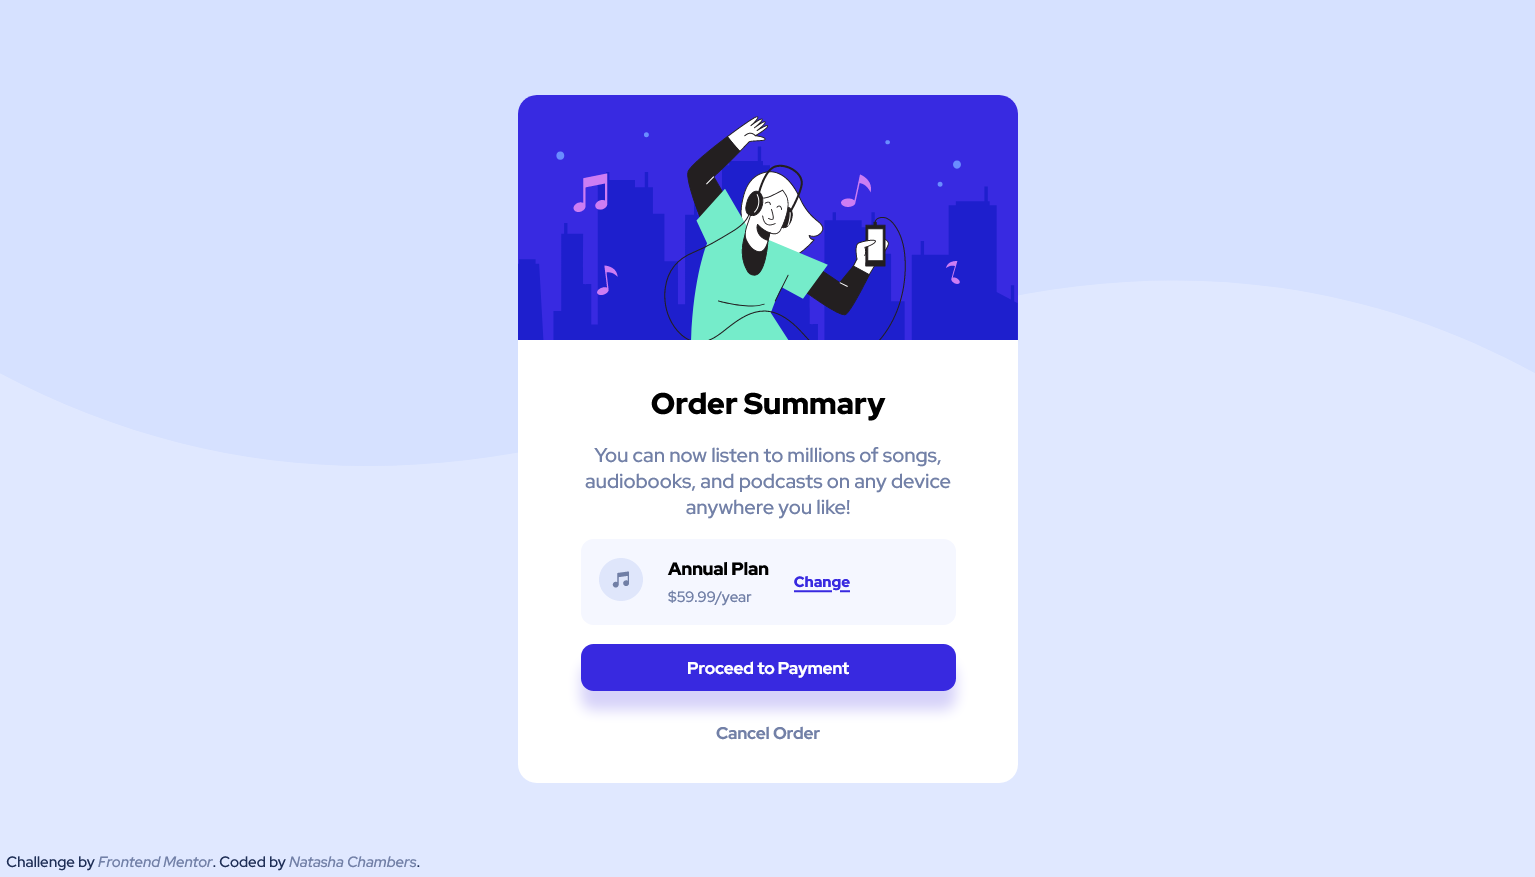 Order Summary
You can now listen to millions of songs,
audiobooks, and podcasts on any device
anywhere you like!
Annual Plan
$59.99/year
Change
Proceed to Payment
Cancel Order
Challenge by Frontend Mentor. Coded by Natasha Chambers.